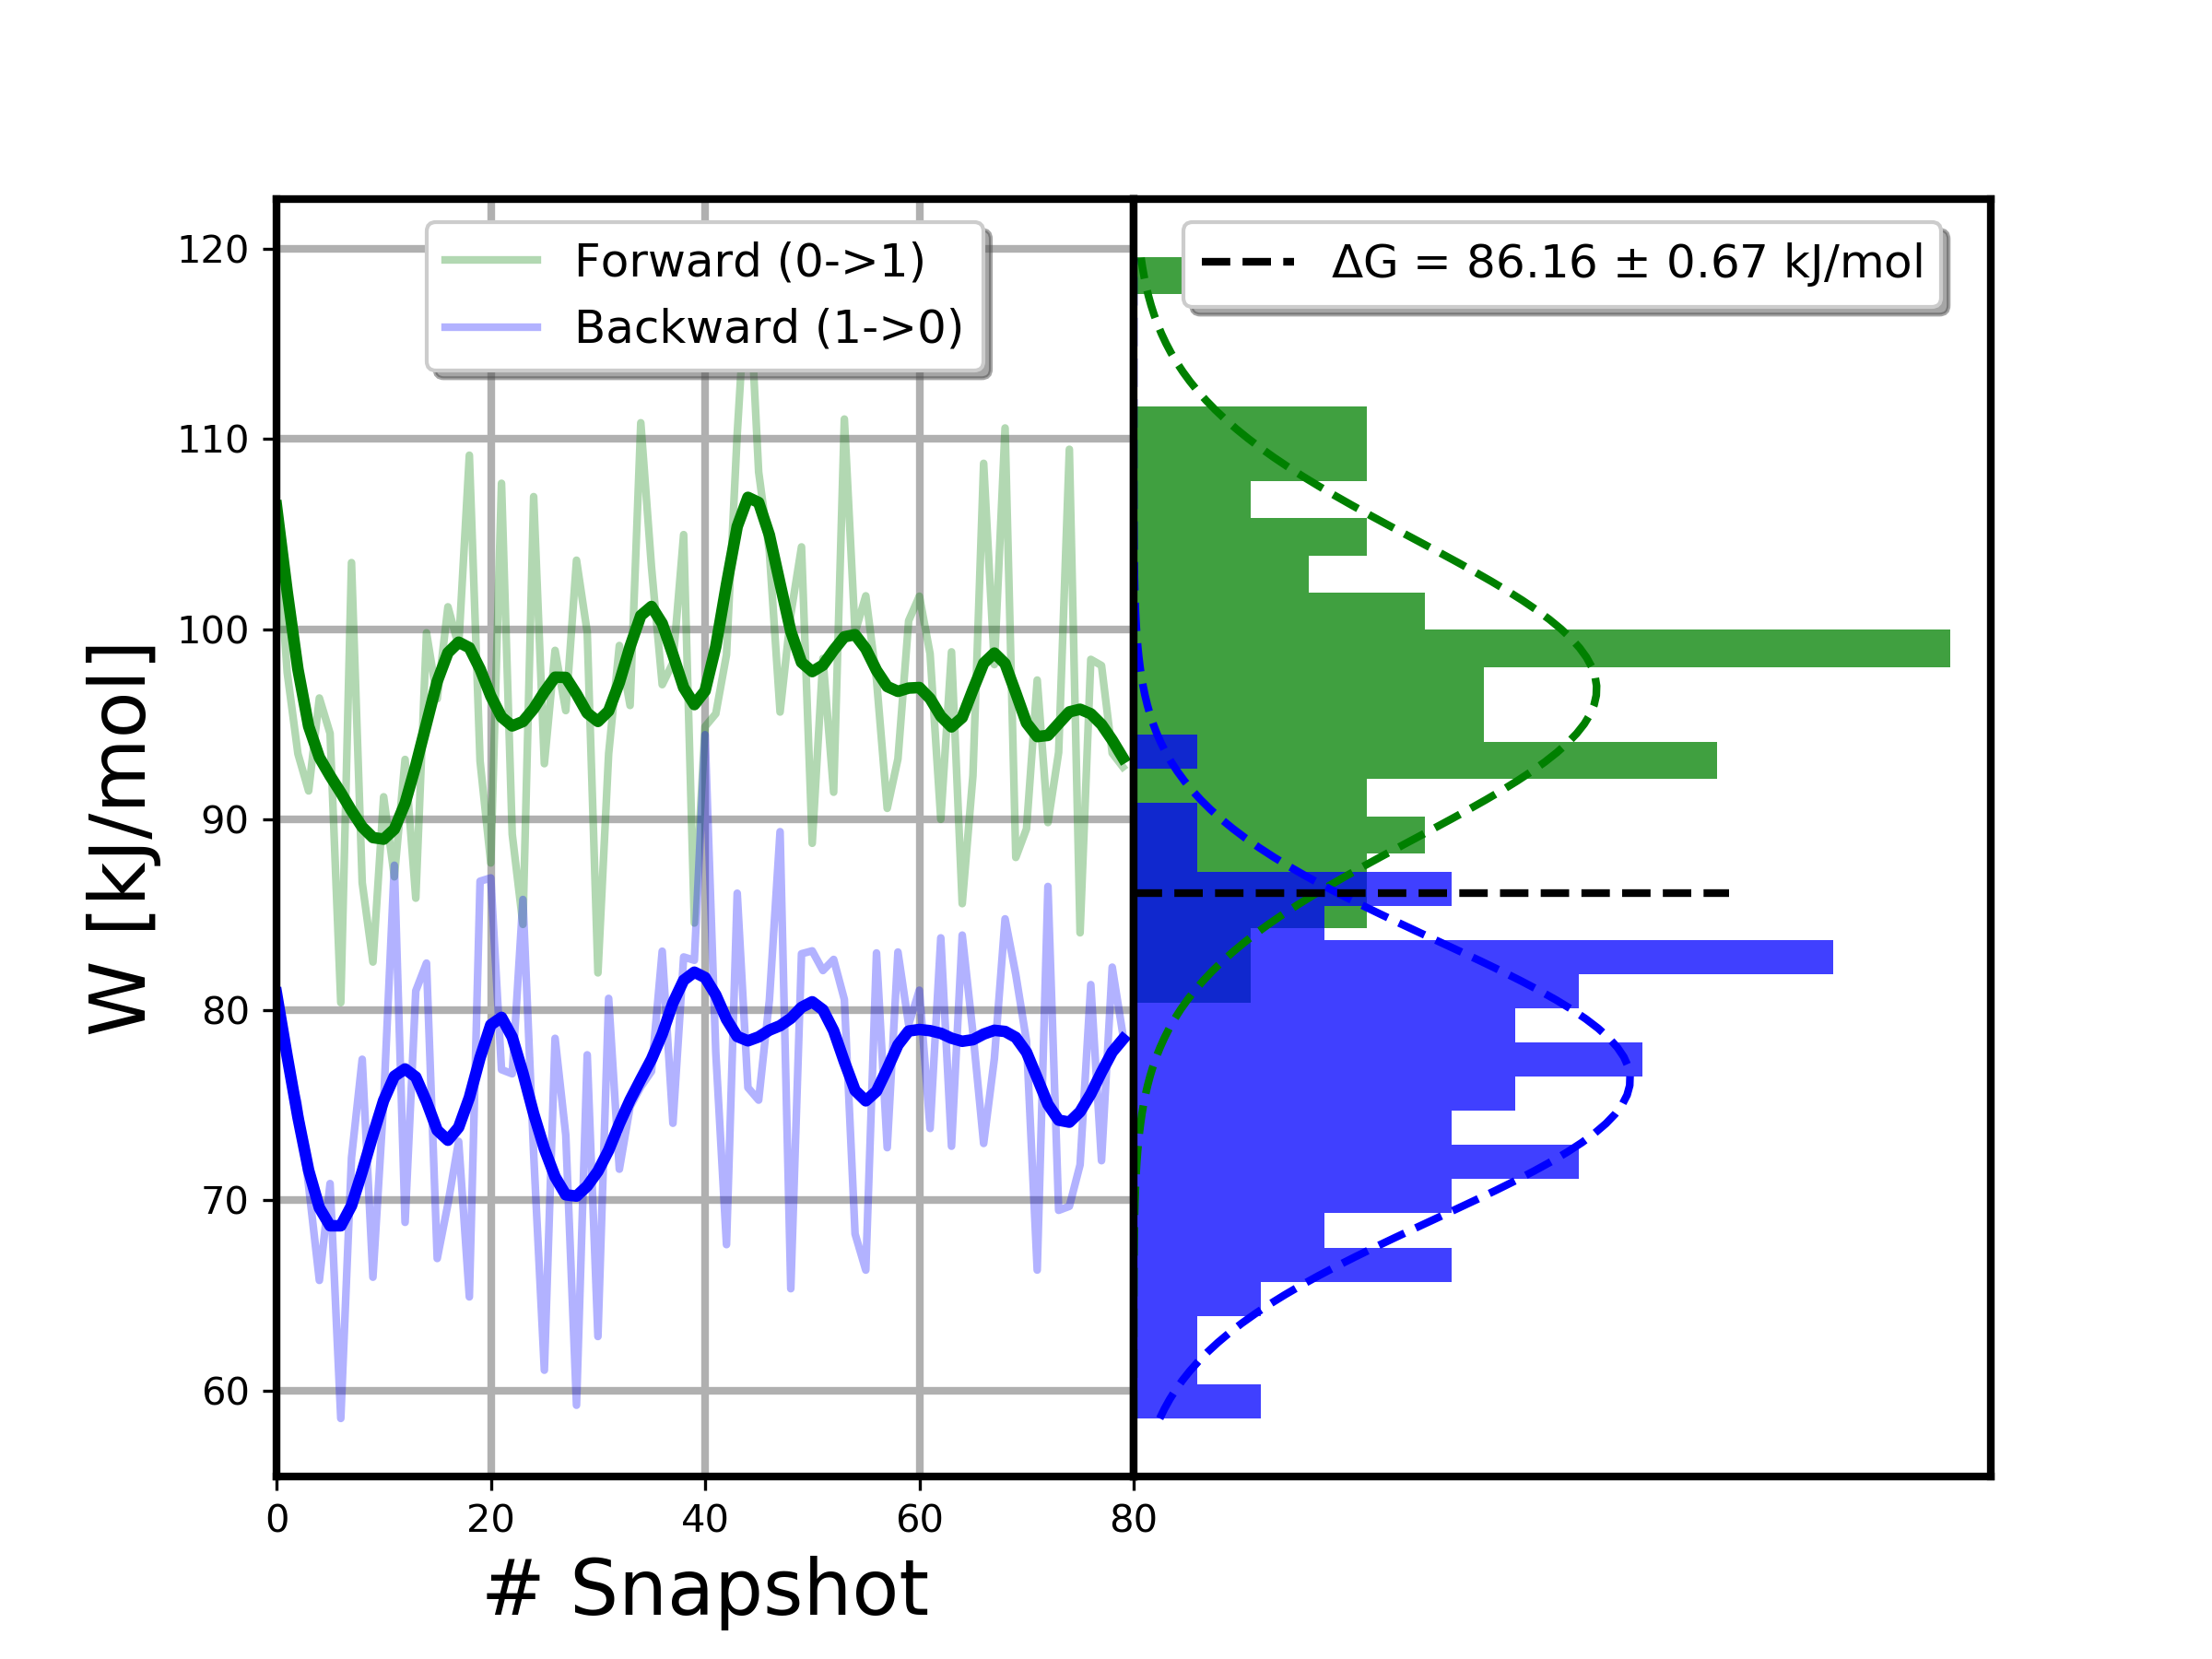 Forward (0->1)
Backward (1->0)
ΔG = 86.16 ± 0.67 kJ/mol
W [kJ/mol]
120
110
100
90
80
70
60
0 20 40 60 80
# Snapshot